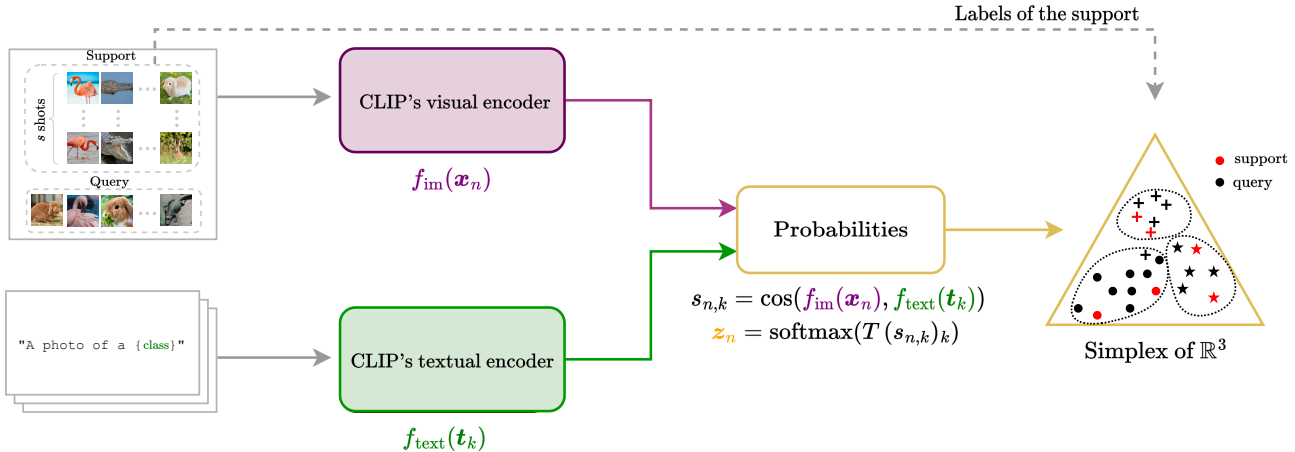 Labels of the support
Support
s shots
Query
CLIP's visual encoder
f_im(x_n)
support
query
Probabilities
s_{n,k} = cos(f_im(x_n), f_text(t_k))
z_n = softmax(T (s_{n,k})_k)
Simplex of ℝ³
"A photo of a {class}"
CLIP's textual encoder
f_text(t_k)